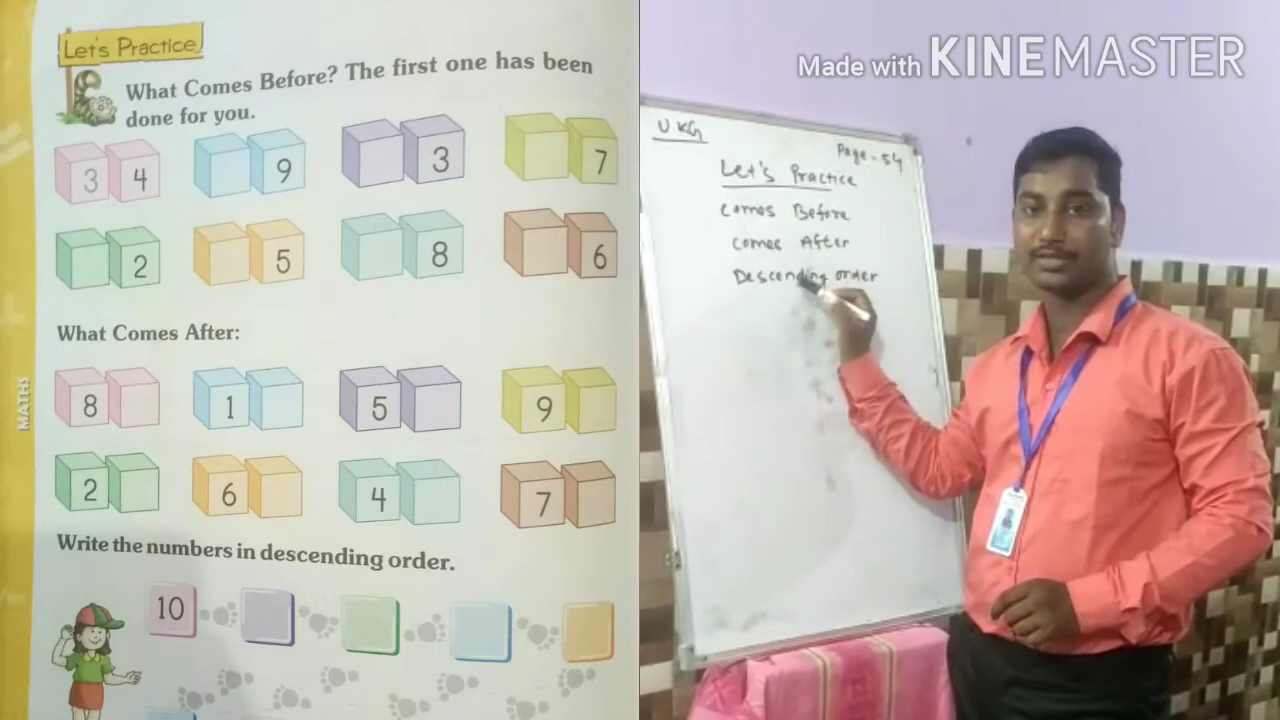 Let's Practice
What Comes Before? The first one has been
done for you.
3 4 9 3 7
2 5 8 6
What Comes After:
8 1 5 9
2 6 4 7
Write the numbers in descending order.
10
MATHS
Made with KINEMASTER
UKG
Page - 54
Let's Practice
Comes Before
Comes After
Descending order